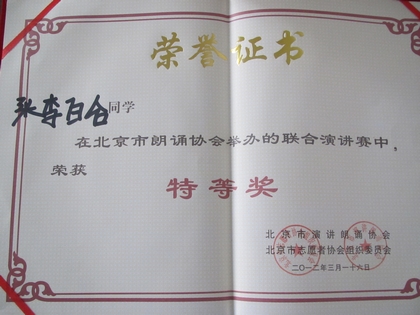 荣誉证书
张李百合同学
在北京市朗诵协会举办的联合演讲赛中，
荣获
特等奖
北京市演讲朗诵协会
北京市志愿者协会组织委员会
二〇一二年三月一十六日